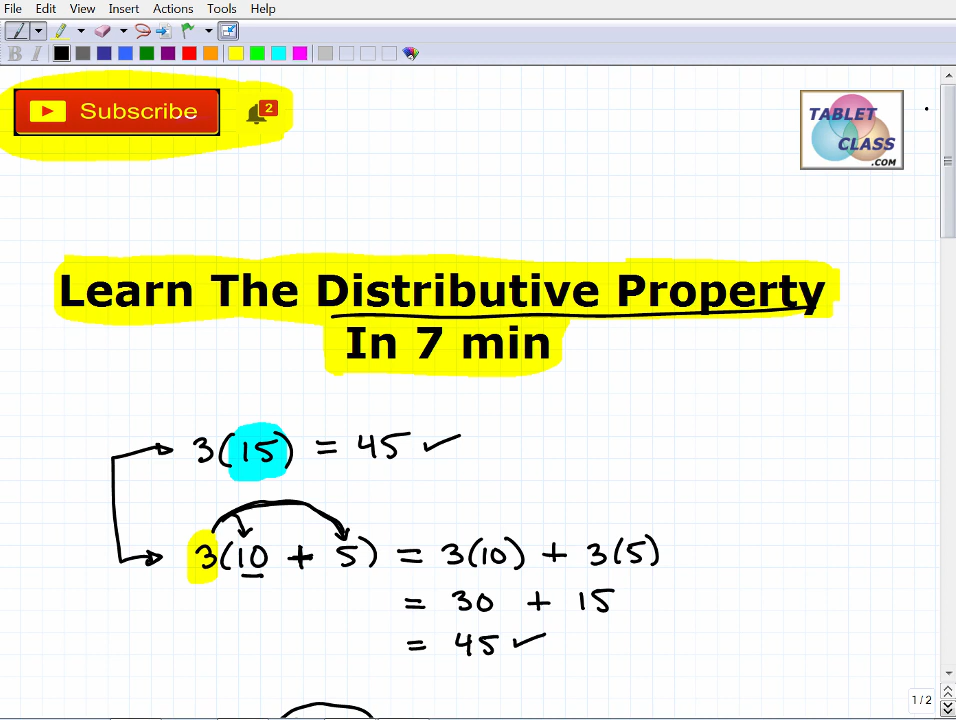 File Edit View Insert Actions Tools Help
B I
Subscribe 2
TABLET
CLASS
.COM
Learn The Distributive Property
In 7 min
3(15) = 45 ✓
3(10 + 5) = 3(10) + 3(5)
= 30 + 15
= 45 ✓
1 / 2